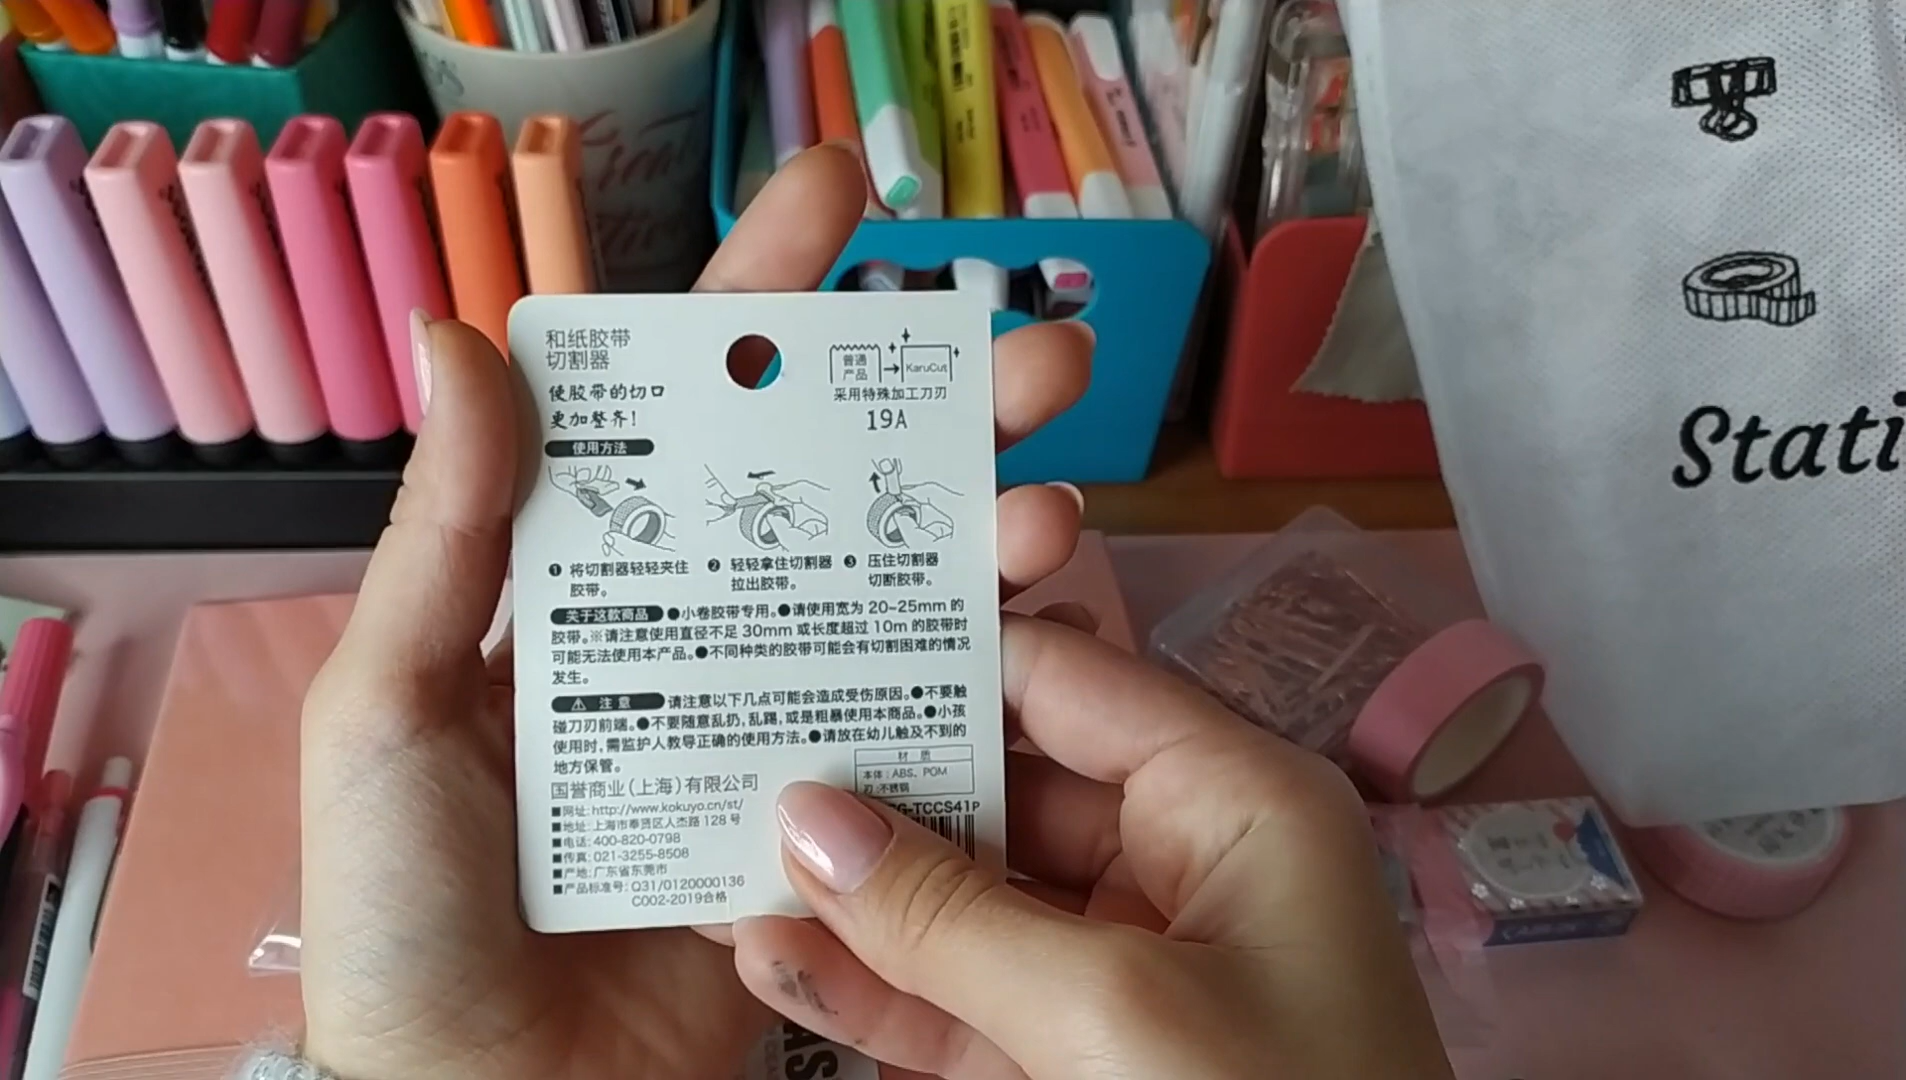 和纸胶带
切割器
使胶带的切口
更加整齐!
普通
产品
KaruCut
采用特殊加工刀刃
19A
使用方法
❶ 将切割器轻轻夹住
胶带。
❷ 轻轻拿住切割器
拉出胶带。
❸ 压住切割器
切断胶带。
关于这款商品 ●小卷胶带专用。●请使用宽为 20-25mm 的
胶带。※请注意使用直径不足 30mm 或长度超过 10m 的胶带时
可能无法使用本产品。●不同种类的胶带可能会有切割困难的情况
发生。
⚠ 注意 请注意以下几点可能会造成受伤原因。●不要触
碰刀刃前端。●不要随意乱扔,乱踢,或是粗暴使用本商品。●小孩
使用时,需监护人教导正确的使用方法。●请放在幼儿触及不到的
地方保管。
材 质
本体:ABS、POM
刃:不锈钢
国誉商业(上海)有限公司
■网址:http://www.kokuyo.cn/st/
■地址:上海市奉贤区人杰路 128 号
■电话:400-820-0798
■传真:021-3255-8508
■产地:广东省东莞市
■产品标准号:Q31/0120000136
C002-2019合格
G-TCCS41P
Stati